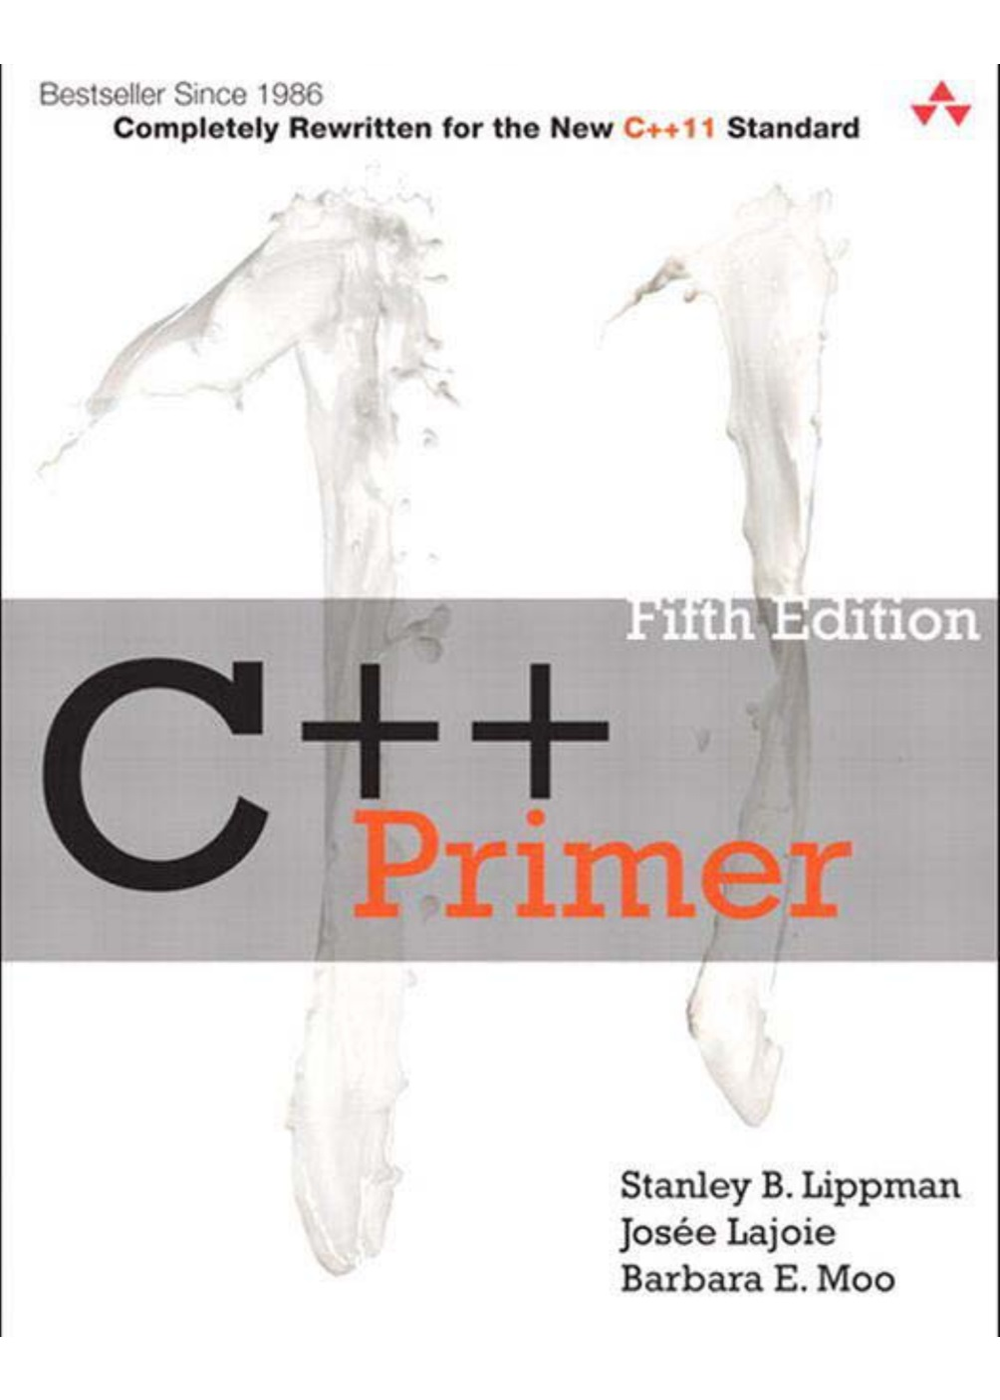 Bestseller Since 1986
Completely Rewritten for the New C++11 Standard
Fifth Edition
C++
Primer
Stanley B. Lippman
Josée Lajoie
Barbara E. Moo